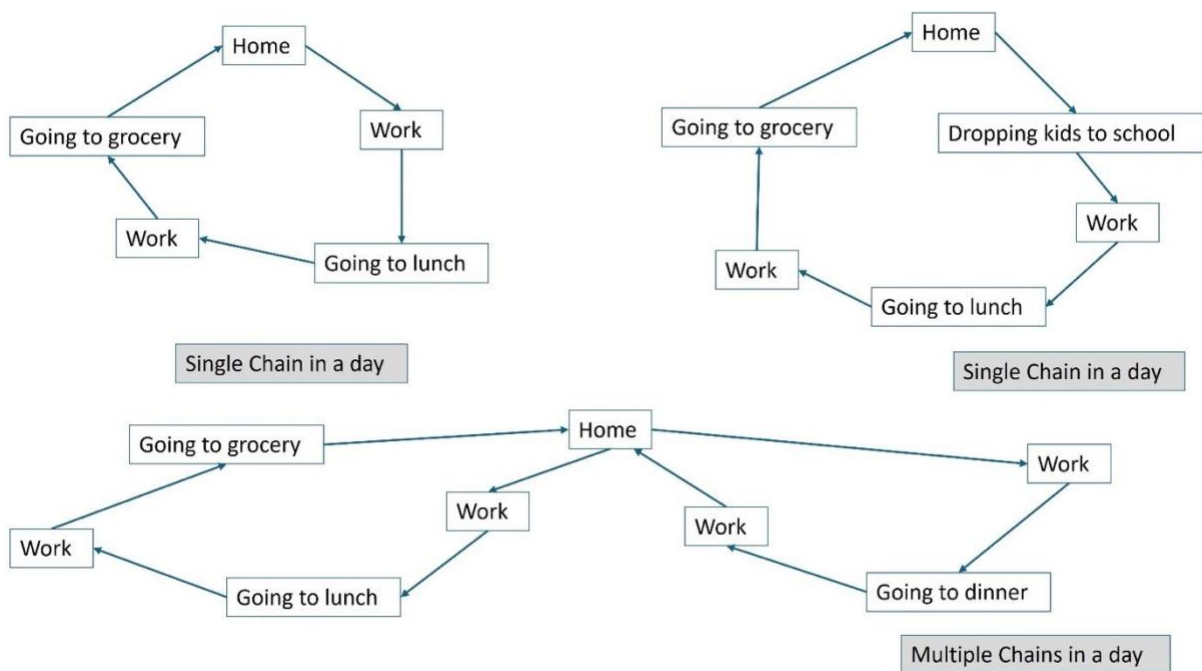 Home
Work
Going to lunch
Work
Going to grocery
Single Chain in a day
Home
Dropping kids to school
Work
Going to lunch
Work
Going to grocery
Single Chain in a day
Home
Work
Going to lunch
Work
Going to grocery
Work
Going to dinner
Work
Multiple Chains in a day